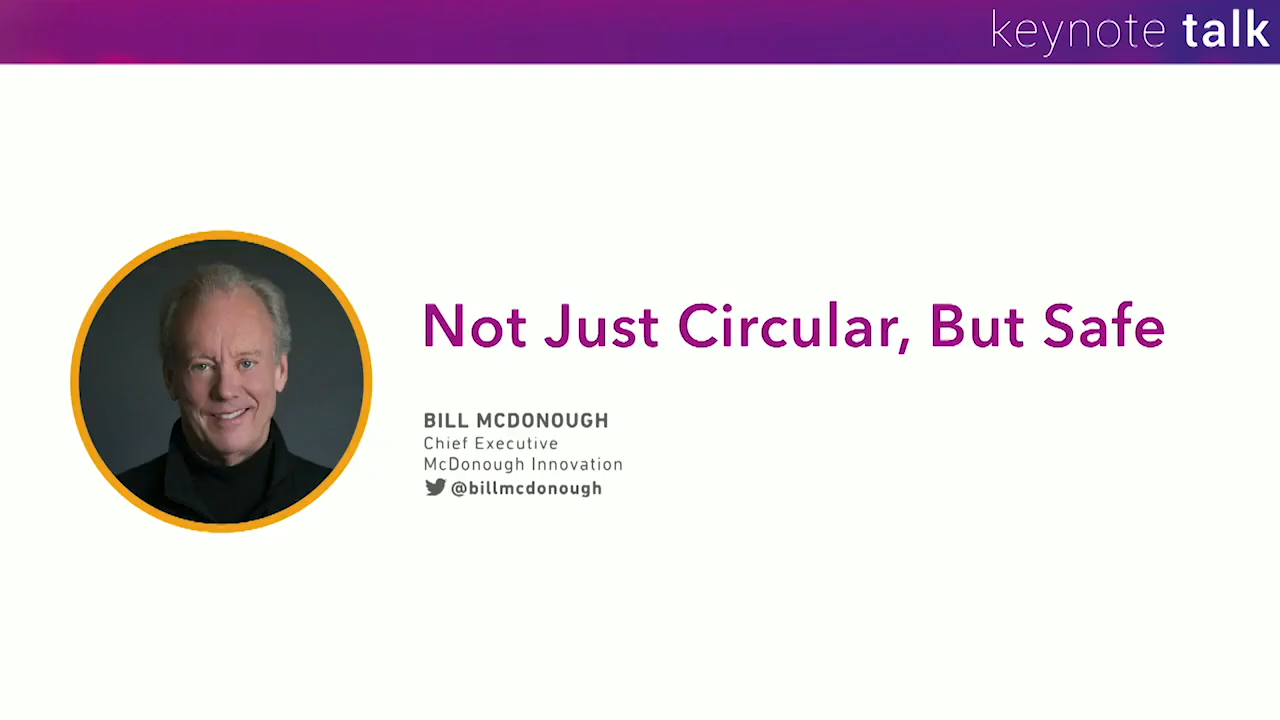 keynote talk
Not Just Circular, But Safe
BILL MCDONOUGH
Chief Executive
McDonough Innovation
@billmcdonough